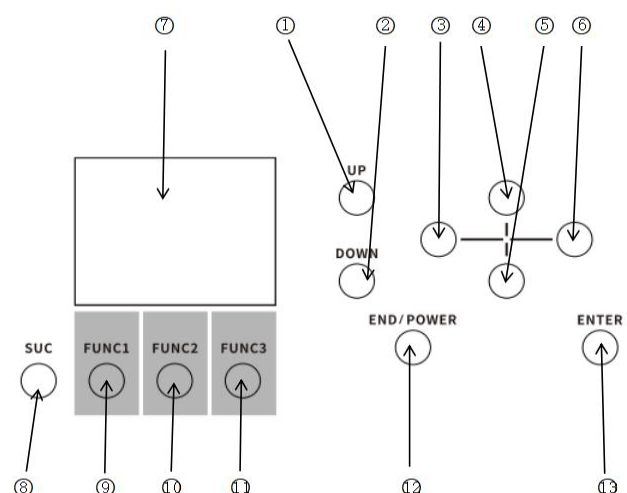 ⑦ ① ② ③ ④ ⑤ ⑥
UP
DOWN
END/POWER ENTER
SUC FUNC1 FUNC2 FUNC3
⑧ ⑨ ⑩ ⑪ ⑫ ⑬